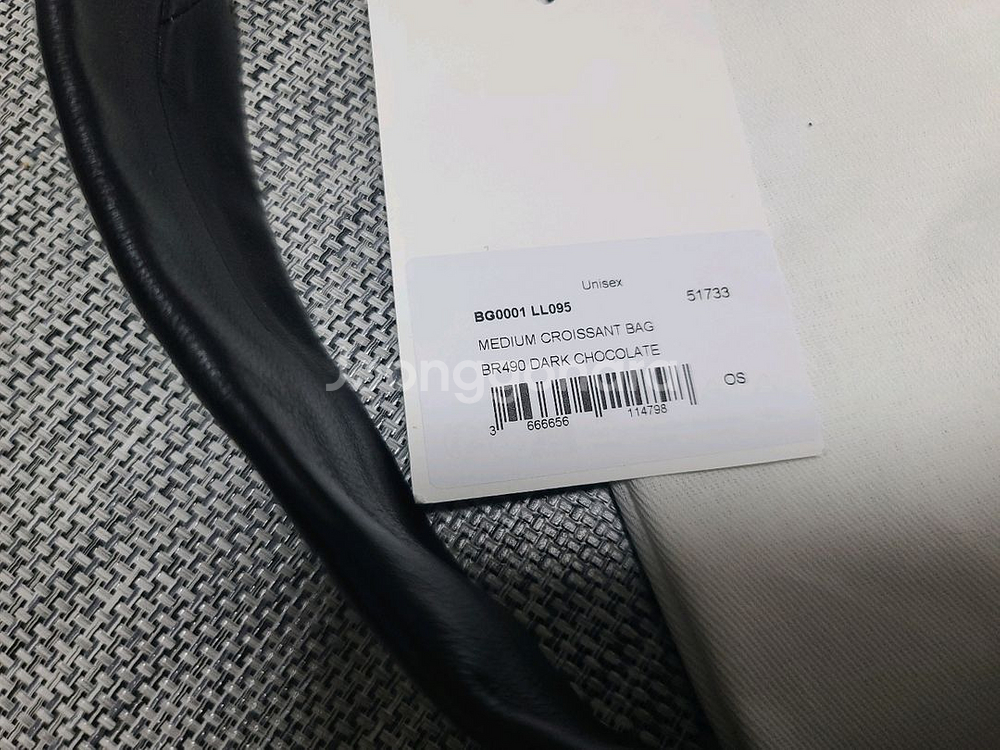 Unisex
BG0001 LL095
51733
MEDIUM CROISSANT BAG
BR490 DARK CHOCOLATE
OS
3 666656 114798